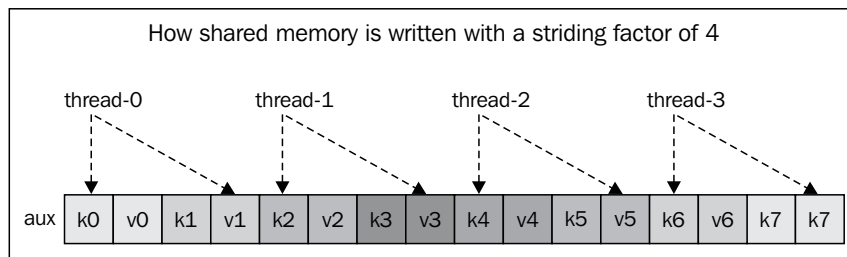 How shared memory is written with a striding factor of 4
thread-0 thread-1 thread-2 thread-3
aux k0 v0 k1 v1 k2 v2 k3 v3 k4 v4 k5 v5 k6 v6 k7 k7